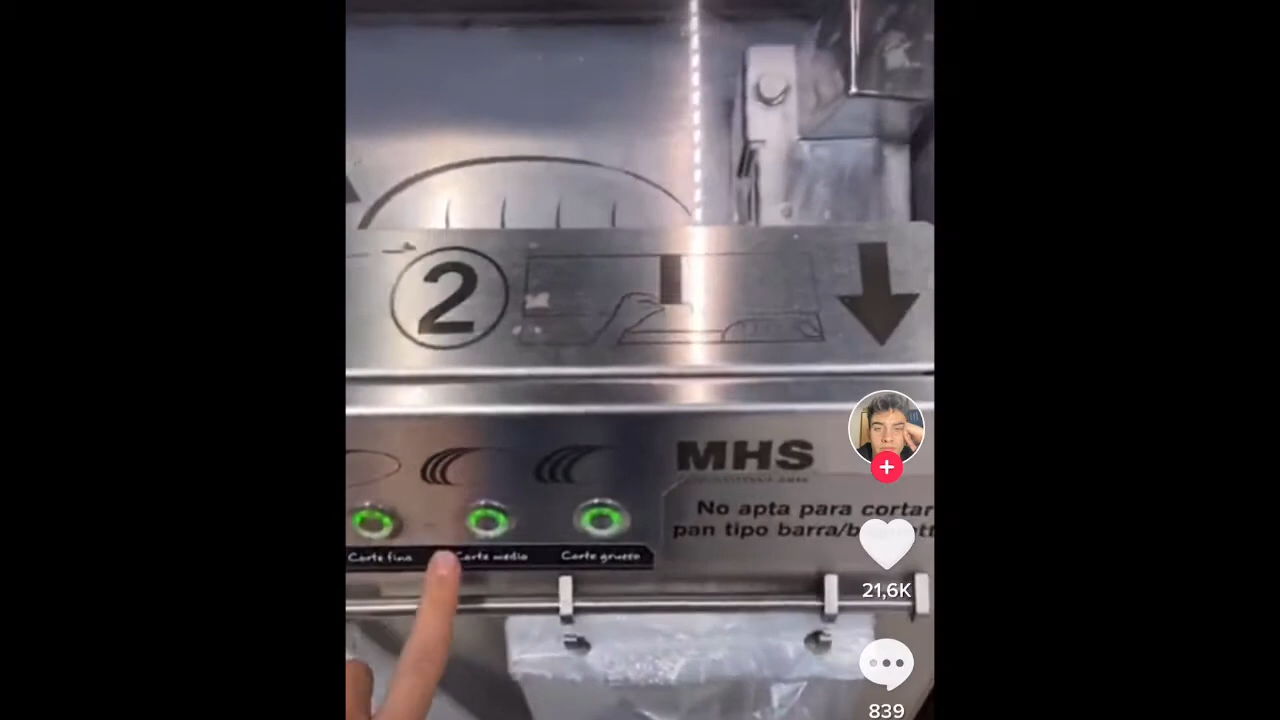 2
MHS
No apta para cortar
pan tipo barra/
Corte fino
Corte medio
Corte grueso
21,6K
839